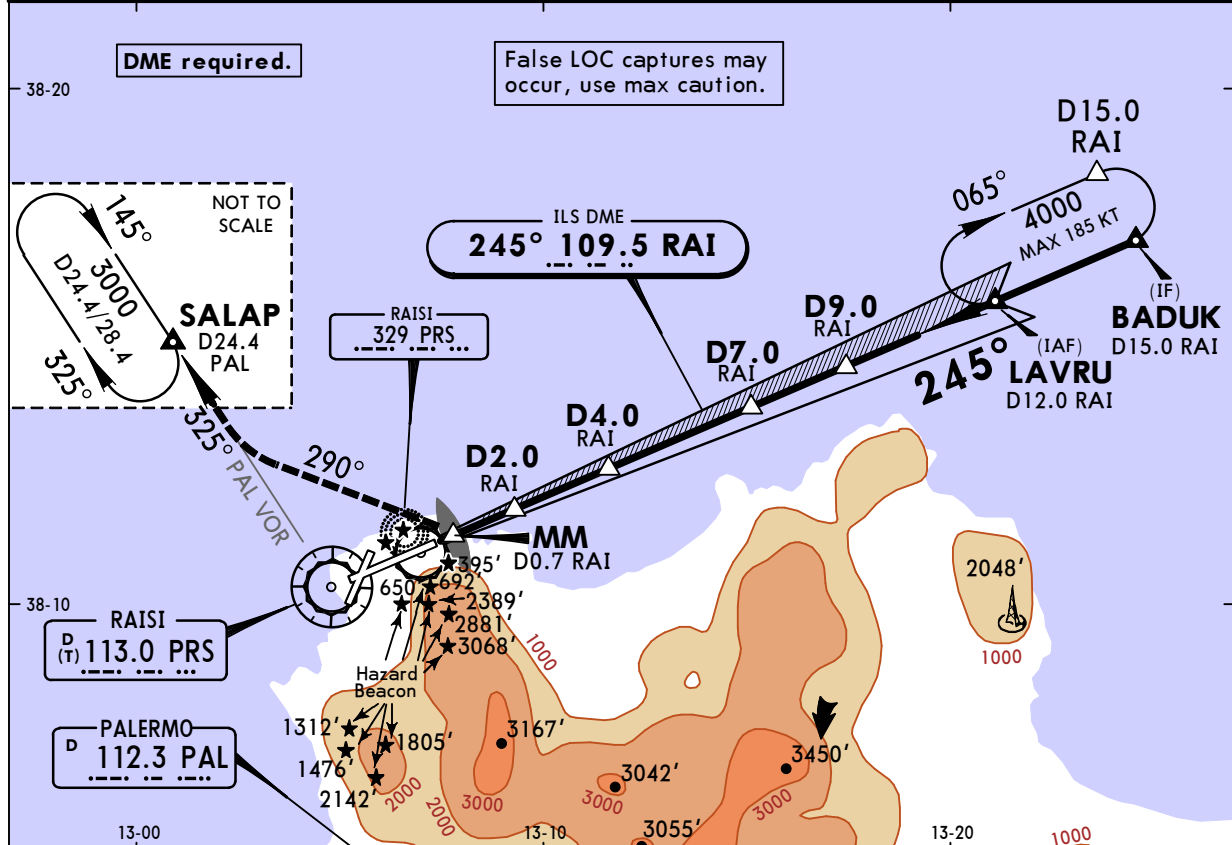 DME required.
False LOC captures may
occur, use max caution.
38-20
D15.0
RAI
NOT TO
SCALE
145°
3000
D24.4/28.4
325°
SALAP
D24.4
PAL
065°
4000
MAX 185 KT
ILS DME
245° 109.5 RAI
RAISI
329 PRS
(IF)
BADUK
D15.0 RAI
D9.0
RAI
(IAF)
LAVRU
D12.0 RAI
245°
D7.0
RAI
D4.0
RAI
D2.0
RAI
290°
325°
PAL VOR
MM
D0.7 RAI
395'
692'
650'
2389'
2881'
3068'
38-10
2048'
1000
1000
RAISI
D
(T)
113.0 PRS
Hazard
Beacon
1312'
1476'
1805'
2142'
2000
2000
3167'
3000
3042'
3000
3450'
3000
3055'
PALERMO
D
112.3 PAL
13-00
13-10
13-20
1000